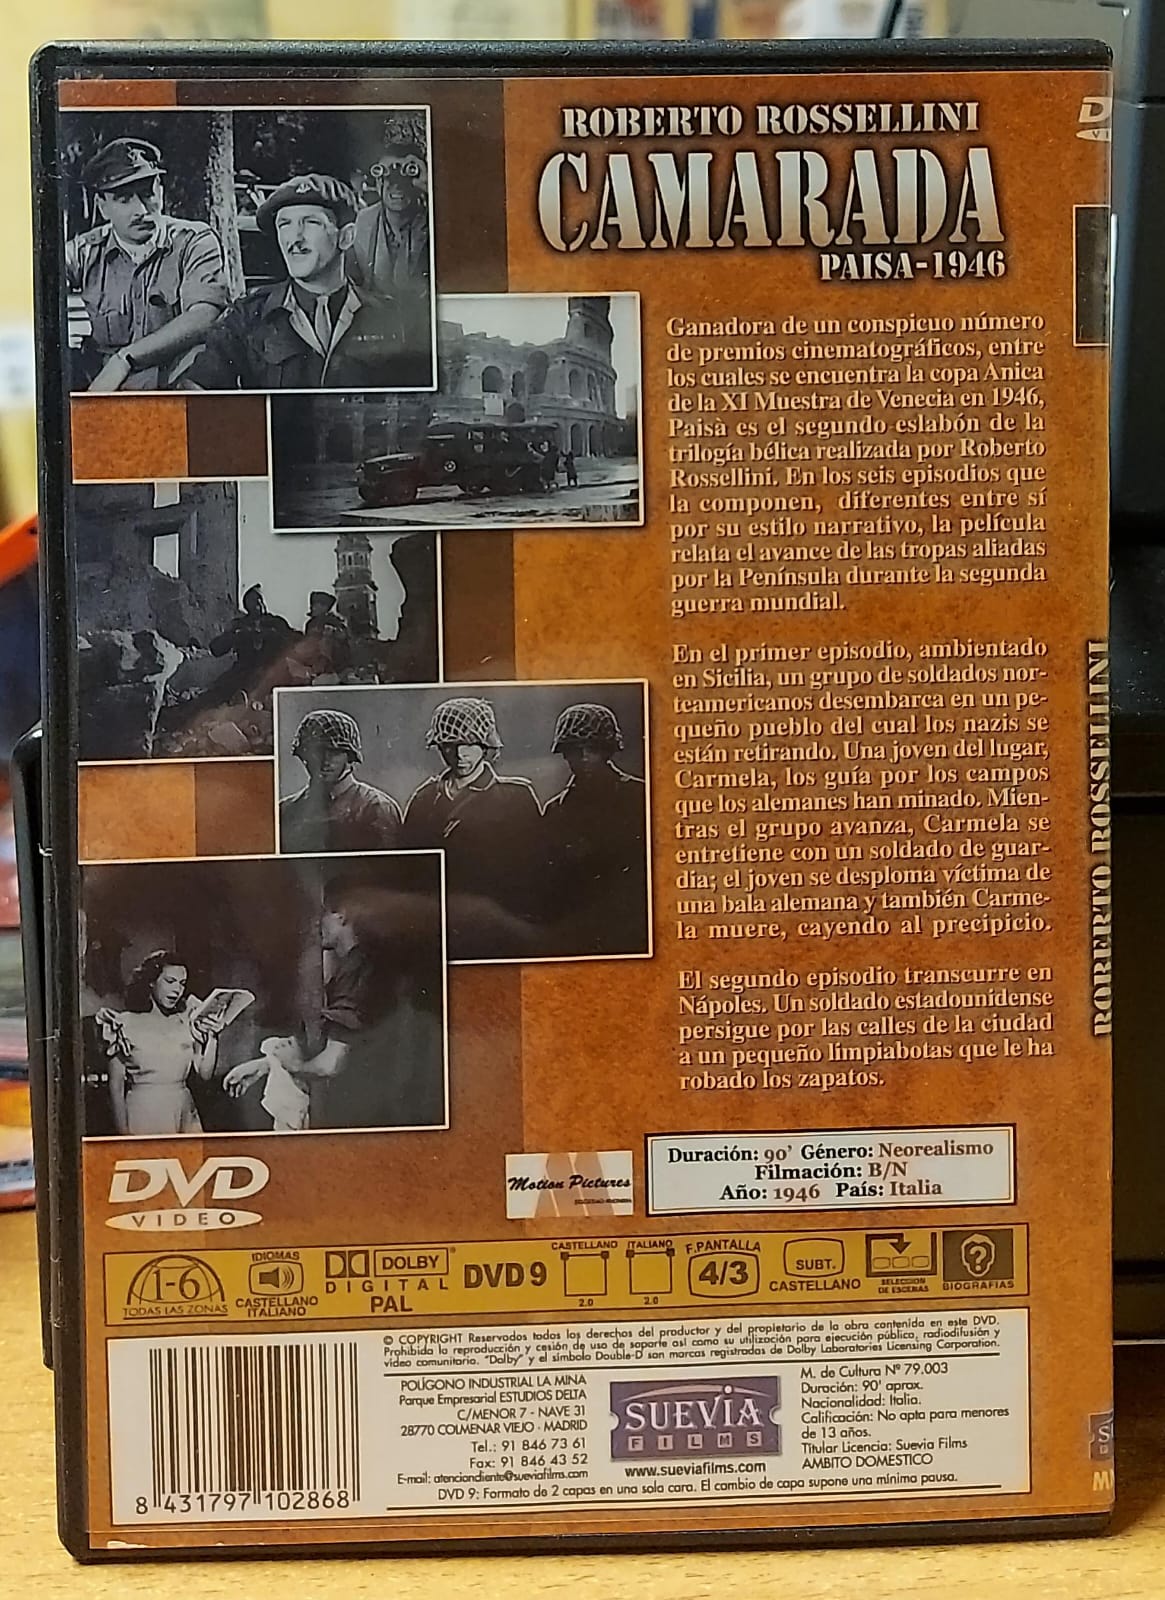 ROBERTO ROSSELLINI
CAMARADA
PAISA-1946
Ganadora de un conspicuo número
de premios cinematográficos, entre
los cuales se encuentra la copa Anica
de la XI Muestra de Venecia en 1946,
Paisà es el segundo eslabón de la
trilogía bélica realizada por Roberto
Rossellini. En los seis episodios que
la componen, diferentes entre sí
por su estilo narrativo, la película
relata el avance de las tropas aliadas
por la Península durante la segunda
guerra mundial.
En el primer episodio, ambientado
en Sicilia, un grupo de soldados nor-
teamericanos desembarca en un pe-
queño pueblo del cual los nazis se
están retirando. Una joven del lugar,
Carmela, los guía por los campos
que los alemanes han minado. Mien-
tras el grupo avanza, Carmela se
entretiene con un soldado de guar-
dia; el joven se desploma víctima de
una bala alemana y también Carme-
la muere, cayendo al precipicio.
El segundo episodio transcurre en
Nápoles. Un soldado estadounidense
persigue por las calles de la ciudad
a un pequeño limpiabotas que le ha
robado los zapatos.
ROBERTO ROSSELLINI
DVD
VIDEO
Motion Pictures
Duración: 90' Género: Neorealismo
Filmación: B/N
Año: 1946 País: Italia
1-6
TODAS LAS ZONAS
IDIOMAS
CASTELLANO
ITALIANO
DOLBY
DIGITAL
PAL
DVD 9
CASTELLANO
2.0
ITALIANO
2.0
F.PANTALLA
4/3
SUBT.
CASTELLANO
SELECCION
DE ESCENAS
BIOGRAFIAS
© COPYRIGHT Reservados todos los derechos del productor y del propietario de la obra contenida en este DVD.
Prohibida la reproducción y cesión de uso de soporte así como su utilización para ejecución pública, radiodifusión y
vídeo comunitario. "Dolby" y el símbolo Double-D son marcas registradas de Dolby Laboratories Licensing Corporation.
POLÍGONO INDUSTRIAL LA MINA
Parque Empresarial ESTUDIOS DELTA
C/MENOR 7 - NAVE 31
28770 COLMENAR VIEJO - MADRID
Tel.: 91 846 73 61
Fax: 91 846 43 52
E-mail: atenciondiente@sueviafilms.com
SUEVIA
FILMS
www.sueviafilms.com
M. de Cultura Nº 79.003
Duración: 90' aprox.
Nacionalidad: Italia.
Calificación: No apta para menores
de 13 años.
Titular Licencia: Suevia Films
AMBITO DOMESTICO
DVD 9: Formato de 2 capas en una sola cara. El cambio de capa supone una mínima pausa.
8 431797 102868